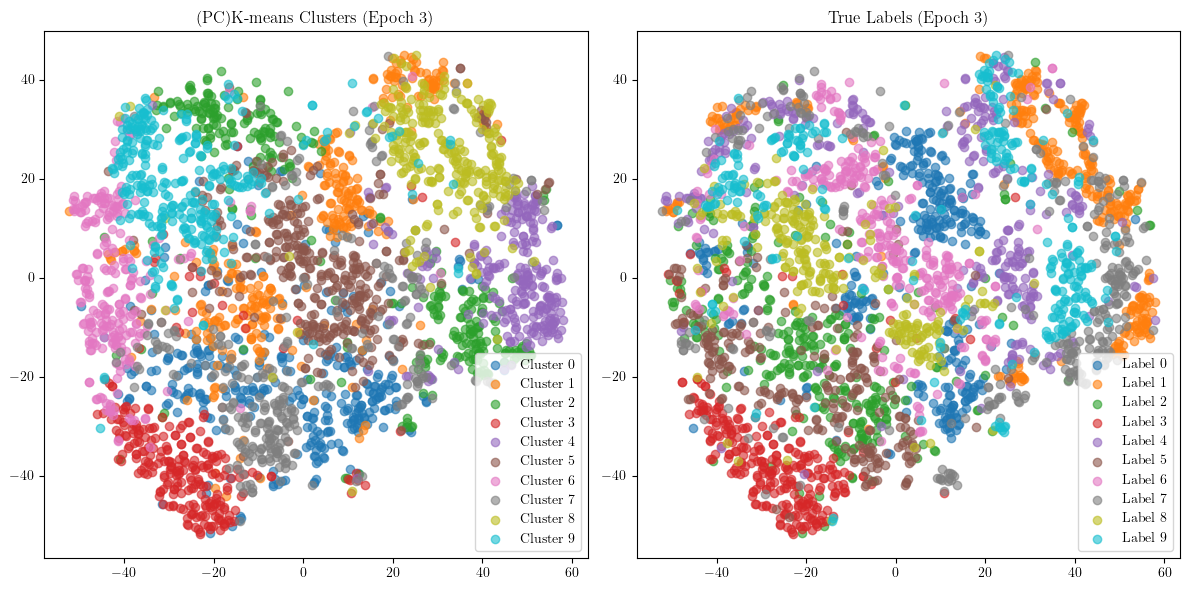 (PC)K-means Clusters (Epoch 3)
40
20
0
−20
−40
−40
−20
0
20
40
60
Cluster 0
Cluster 1
Cluster 2
Cluster 3
Cluster 4
Cluster 5
Cluster 6
Cluster 7
Cluster 8
Cluster 9
True Labels (Epoch 3)
40
20
0
−20
−40
−40
−20
0
20
40
60
Label 0
Label 1
Label 2
Label 3
Label 4
Label 5
Label 6
Label 7
Label 8
Label 9